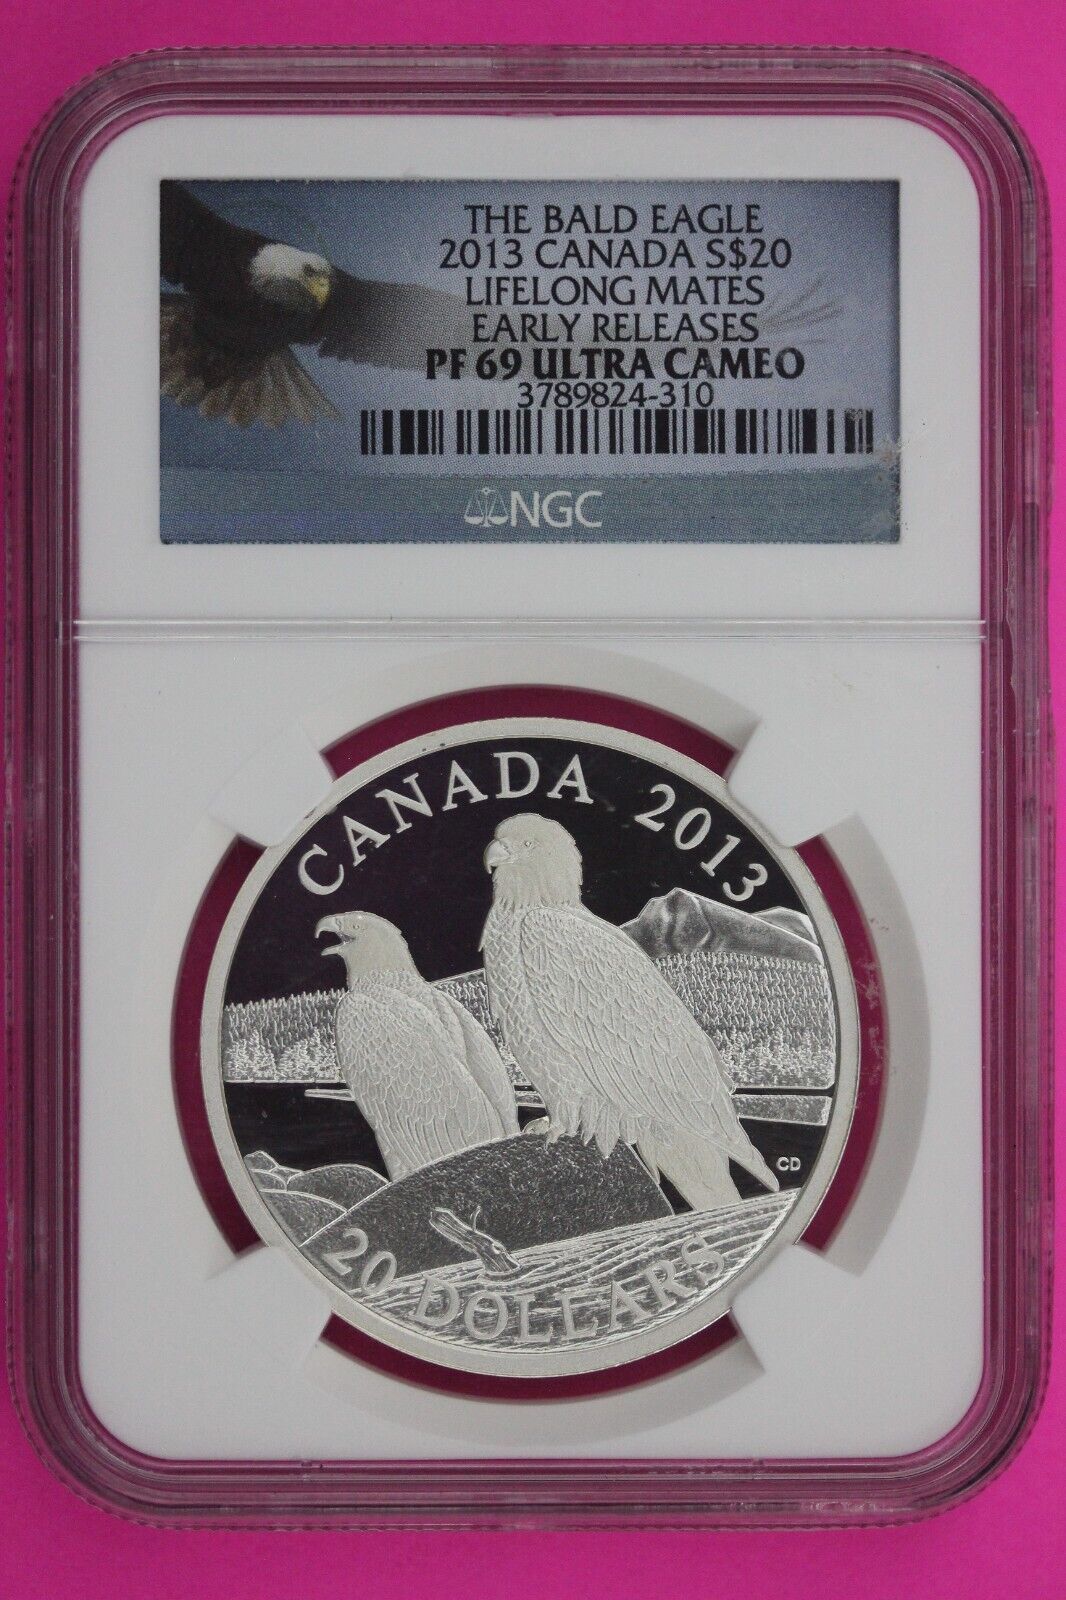 THE BALD EAGLE
2013 CANADA S$20
LIFELONG MATES
EARLY RELEASES
PF 69 ULTRA CAMEO
3789824-310
NGC
CANADA 2013
CD
20 DOLLARS